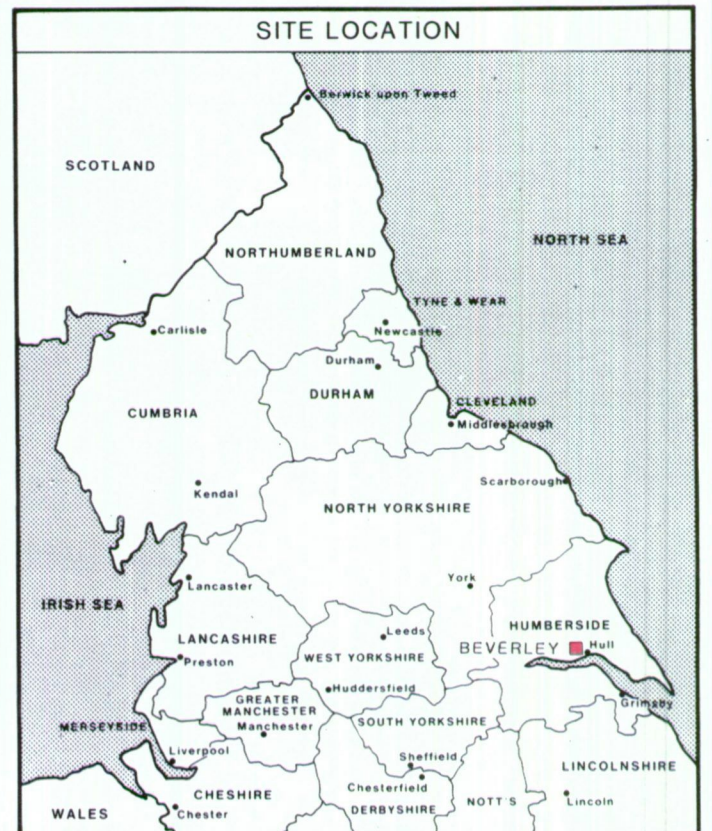 SITE LOCATION
Berwick upon Tweed
SCOTLAND
NORTH SEA
NORTHUMBERLAND
TYNE & WEAR
Newcastle
Carlisle
Durham
DURHAM
CLEVELAND
CUMBRIA
Middlesbrough
Scarborough
Kendal
NORTH YORKSHIRE
York
Lancaster
IRISH SEA
HUMBERSIDE
Leeds
LANCASHIRE
BEVERLEY
Hull
WEST YORKSHIRE
Preston
Huddersfield
GREATER
MANCHESTER
Grimsby
SOUTH YORKSHIRE
MERSEYSIDE
Manchester
Liverpool
Sheffield
LINCOLNSHIRE
Chesterfield
CHESHIRE
NOTT'S
Lincoln
DERBYSHIRE
WALES
Chester